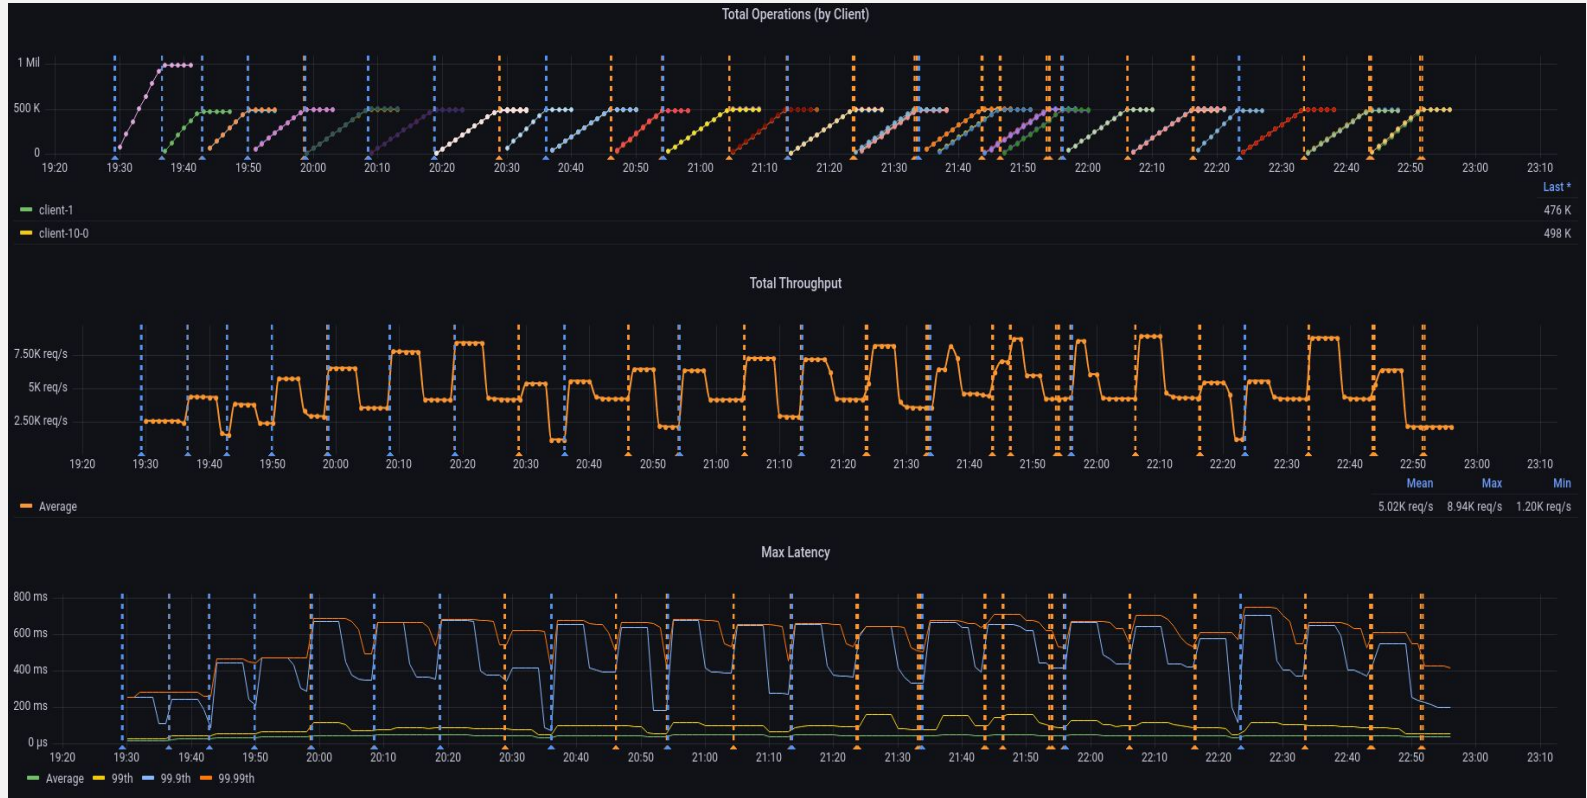 Total Operations (by Client)
1 Mil
500 K
0
19:20 19:30 19:40 19:50 20:00 20:10 20:20 20:30 20:40 20:50 21:00 21:10 21:20 21:30 21:40 21:50 22:00 22:10 22:20 22:30 22:40 22:50 23:00 23:10
Last *
client-1 476 K
client-10-0 498 K
Total Throughput
7.50K req/s
5K req/s
2.50K req/s
19:20 19:30 19:40 19:50 20:00 20:10 20:20 20:30 20:40 20:50 21:00 21:10 21:20 21:30 21:40 21:50 22:00 22:10 22:20 22:30 22:40 22:50 23:00 23:10
Mean Max Min
Average 5.02K req/s 8.94K req/s 1.20K req/s
Max Latency
800 ms
600 ms
400 ms
200 ms
0 µs
19:20 19:30 19:40 19:50 20:00 20:10 20:20 20:30 20:40 20:50 21:00 21:10 21:20 21:30 21:40 21:50 22:00 22:10 22:20 22:30 22:40 22:50 23:00 23:10
Average 99th 99.9th 99.99th